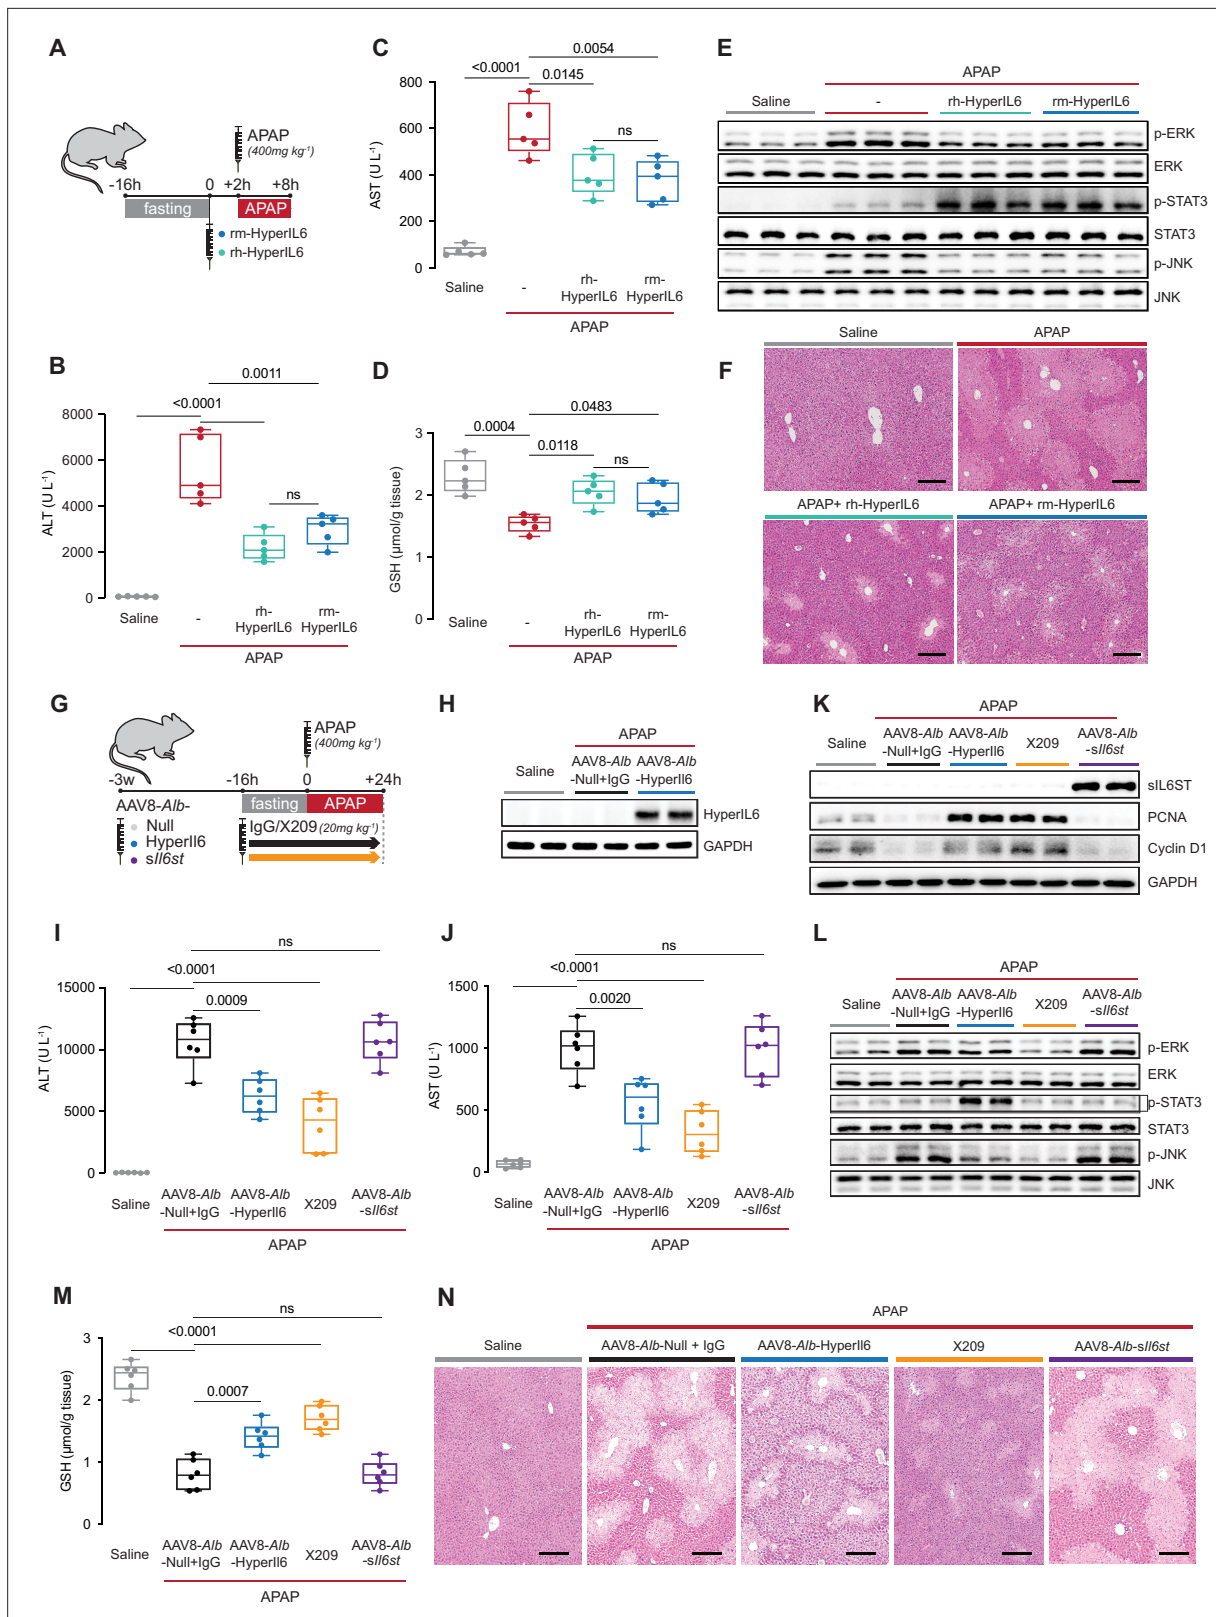 A
APAP
(400mg kg-1)
-16h 0 +2h +8h
fasting APAP
rm-HyperIL6
rh-HyperIL6
B
0.0011
<0.0001
ns
8000
6000
4000
2000
0
ALT (U L-1)
Saline - rh- rm-
HyperIL6 HyperIL6
APAP
C
0.0054
<0.0001 0.0145
ns
800
600
400
200
0
AST (U L-1)
Saline - rh- rm-
HyperIL6 HyperIL6
APAP
D
0.0483
0.0004 0.0118
ns
3
2
1
0
GSH (µmol/g tissue)
Saline - rh- rm-
HyperIL6 HyperIL6
APAP
E
APAP
Saline - rh-HyperIL6 rm-HyperIL6
p-ERK
ERK
p-STAT3
STAT3
p-JNK
JNK
F
Saline APAP
APAP+ rh-HyperIL6 APAP+ rm-HyperIL6
G
APAP
(400mg kg-1)
-3w -16h 0 +24h
AAV8-Alb- fasting APAP
Null IgG/X209 (20mg kg-1)
HyperIl6
sIl6st
H
APAP
Saline AAV8-Alb AAV8-Alb
-Null+IgG -HyperIl6
HyperIL6
GAPDH
K
APAP
Saline AAV8-Alb AAV8-Alb X209 AAV8-Alb
-Null+IgG -HyperIl6 -sIl6st
sIL6ST
PCNA
Cyclin D1
GAPDH
I
ns
<0.0001
0.0009
15000
10000
5000
0
ALT (U L-1)
Saline AAV8-Alb AAV8-Alb X209 AAV8-Alb
-Null+IgG -HyperIl6 -sIl6st
APAP
J
ns
<0.0001
0.0020
1500
1000
500
0
AST (U L-1)
Saline AAV8-Alb AAV8-Alb X209 AAV8-Alb
-Null+IgG -HyperIl6 -sIl6st
APAP
L
APAP
Saline AAV8-Alb AAV8-Alb X209 AAV8-Alb
-Null+IgG -HyperIl6 -sIl6st
p-ERK
ERK
p-STAT3
STAT3
p-JNK
JNK
M
ns
<0.0001
0.0007
3
2
1
0
GSH (µmol/g tissue)
Saline AAV8-Alb AAV8-Alb X209 AAV8-Alb
-Null+IgG -HyperIl6 -sIl6st
APAP
N
APAP
Saline AAV8-Alb-Null + IgG AAV8-Alb-HyperIl6 X209 AAV8-Alb-sIl6st